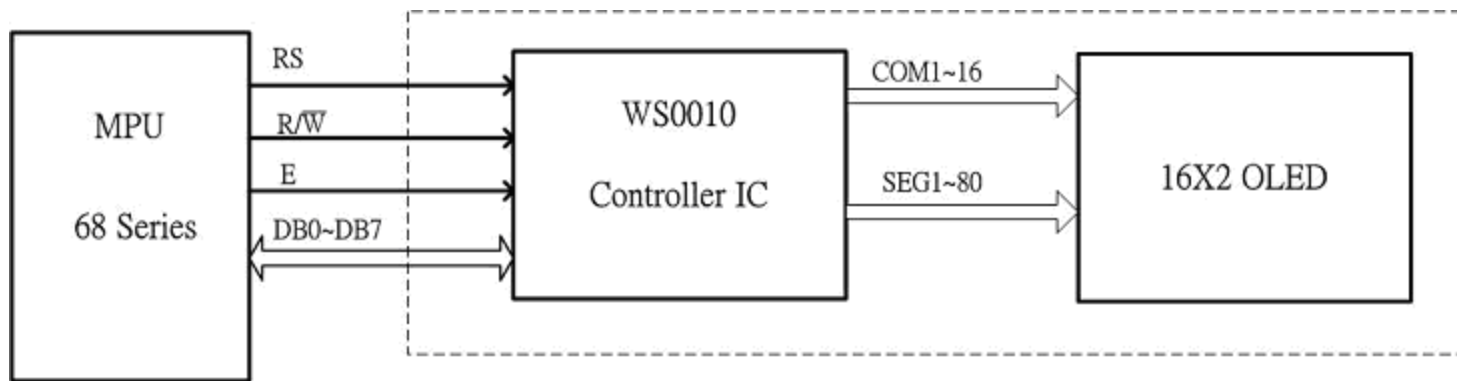 MPU
68 Series
RS
R/W̅
E
DB0~DB7
WS0010
Controller IC
COM1~16
SEG1~80
16X2 OLED